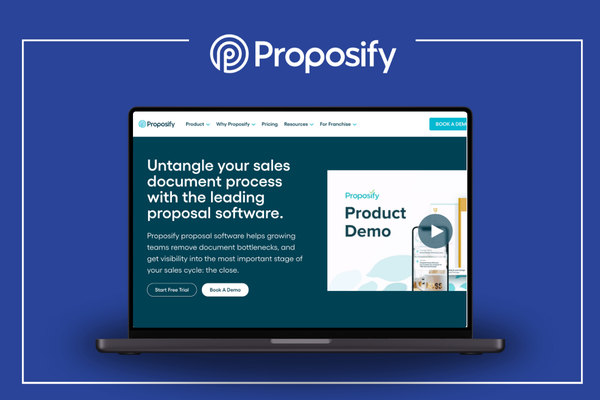 Proposify
Proposify
Product
Why Proposify
Pricing
Resources
For Franchise
BOOK A DEM
Untangle your sales
document process
with the leading
proposal software.
Proposify proposal software helps growing
teams remove document bottlenecks, and
get visibility into the most important stage of
your sales cycle: the close.
Start Free Trial
Book A Demo
Proposify
Product
Demo